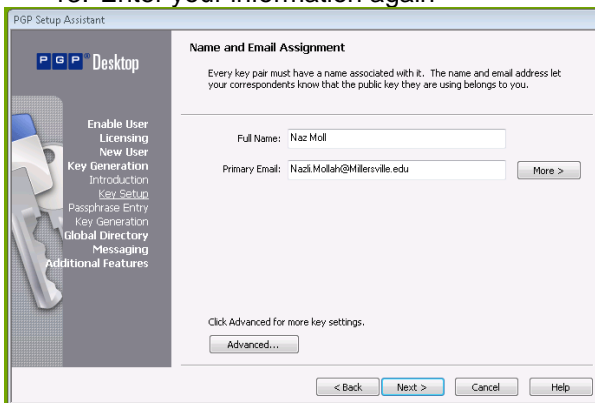 Enter your information again
PGP Setup Assistant
PGP® Desktop
Enable User
Licensing
New User
Key Generation
Introduction
Key Setup
Passphrase Entry
Key Generation
Global Directory
Messaging
Additional Features
Name and Email Assignment
Every key pair must have a name associated with it. The name and email address let
your correspondents know that the public key they are using belongs to you.
Full Name: Naz Moll
Primary Email: Nazli.Mollah@Millersville.edu More >
Click Advanced for more key settings.
Advanced...
< Back Next > Cancel Help